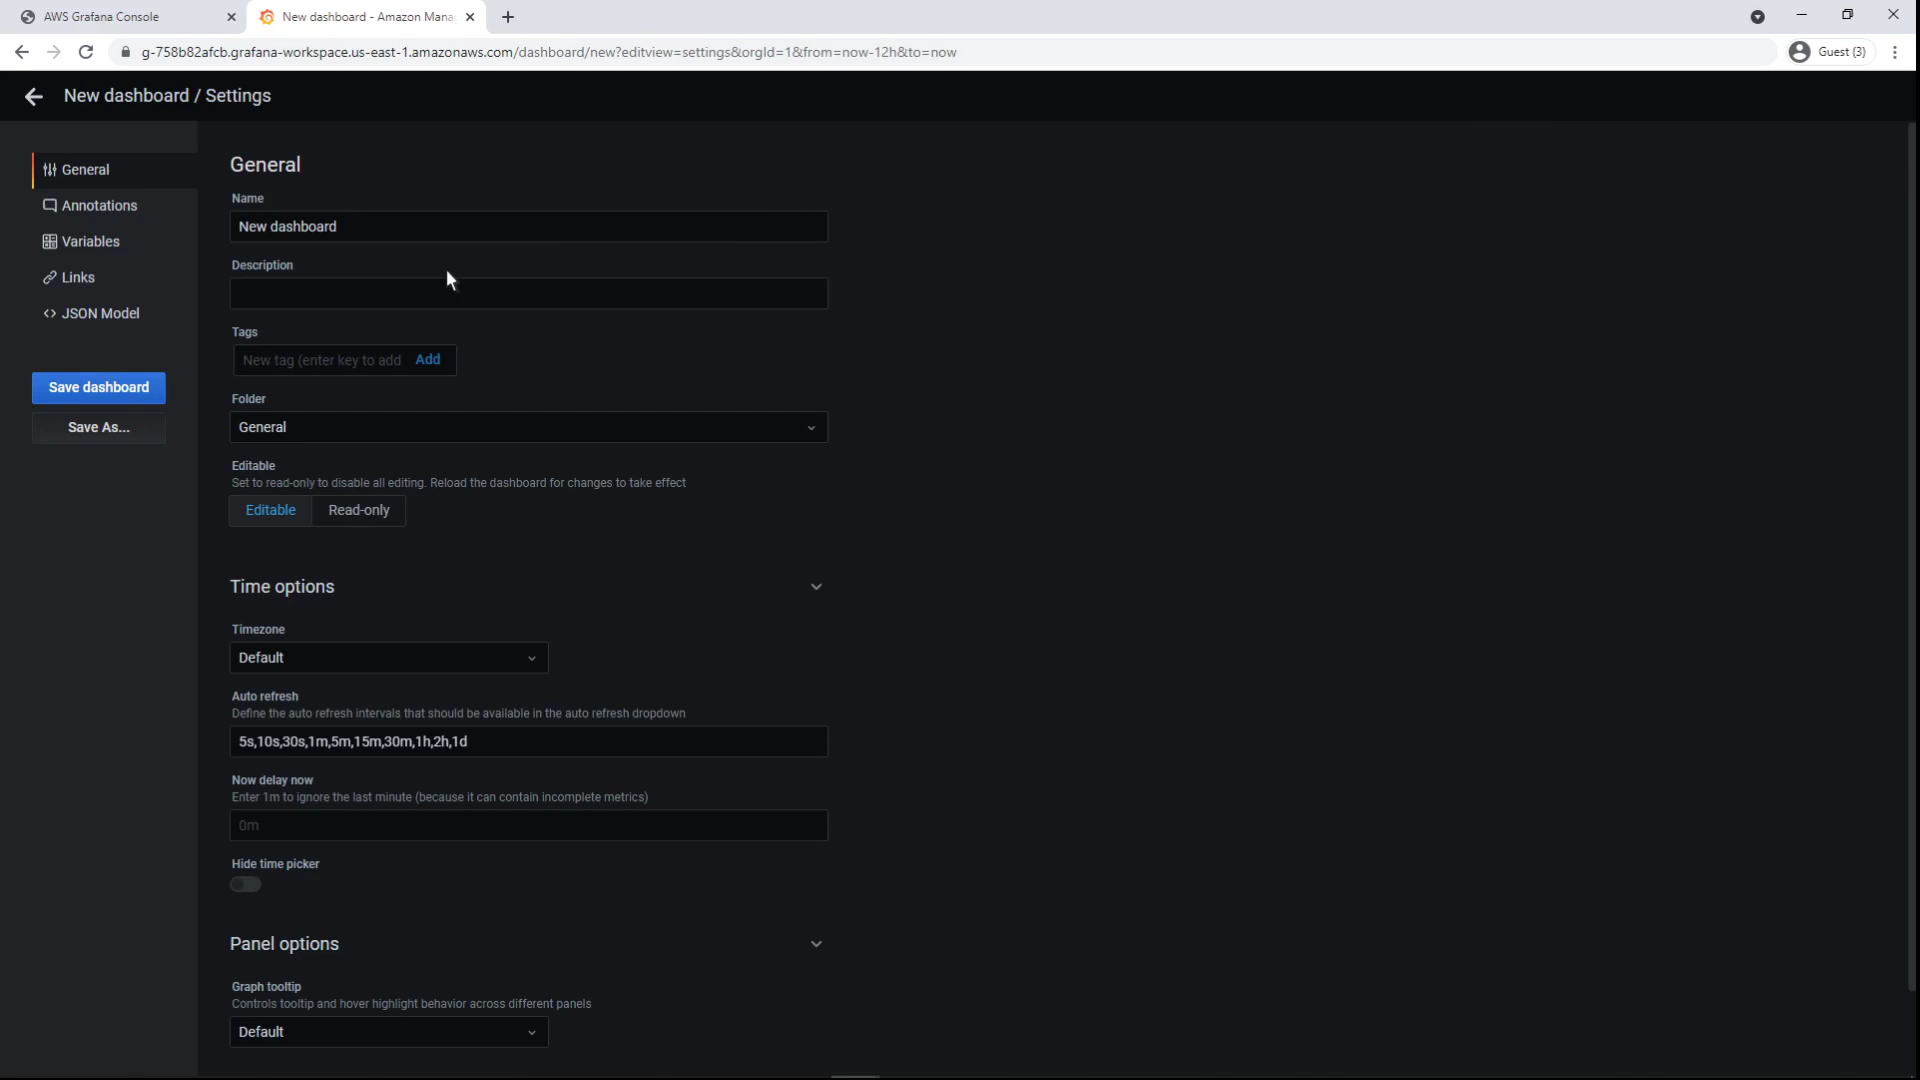 AWS Grafana Console
New dashboard - Amazon Mana
g-758b82afcb.grafana-workspace.us-east-1.amazonaws.com/dashboard/new?editview=settings&orgId=1&from=now-12h&to=now
Guest (3)
New dashboard / Settings
General
Annotations
Variables
Links
JSON Model
Save dashboard
Save As...
General
Name
New dashboard
Description
Tags
New tag (enter key to add
Add
Folder
General
Editable
Set to read-only to disable all editing. Reload the dashboard for changes to take effect
Editable
Read-only
Time options
Timezone
Default
Auto refresh
Define the auto refresh intervals that should be available in the auto refresh dropdown
5s,10s,30s,1m,5m,15m,30m,1h,2h,1d
Now delay now
Enter 1m to ignore the last minute (because it can contain incomplete metrics)
0m
Hide time picker
Panel options
Graph tooltip
Controls tooltip and hover highlight behavior across different panels
Default